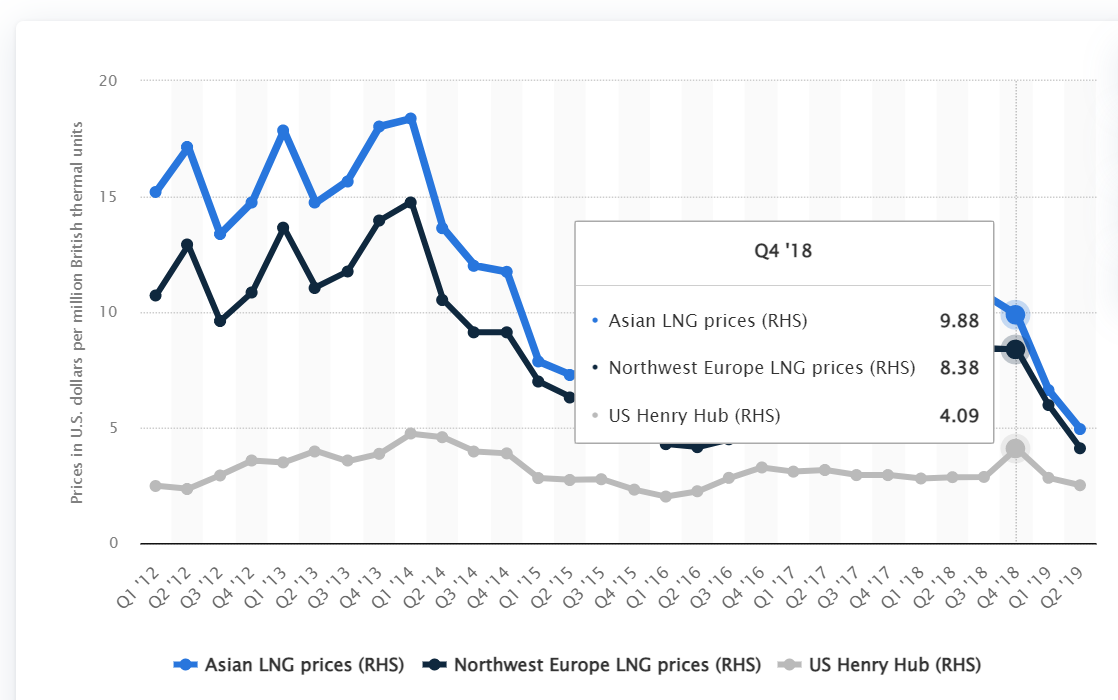 20
15
10
5
0
Prices in U.S. dollars per million British thermal units
Q4 '18
Asian LNG prices (RHS) 9.88
Northwest Europe LNG prices (RHS) 8.38
US Henry Hub (RHS) 4.09
Q1 '12
Q2 '12
Q3 '12
Q4 '12
Q1 '13
Q2 '13
Q3 '13
Q4 '13
Q1 '14
Q2 '14
Q3 '14
Q4 '14
Q1 '15
Q2 '15
Q3 '15
Q4 '15
Q1 '16
Q2 '16
Q3 '16
Q4 '16
Q1 '17
Q2 '17
Q3 '17
Q4 '17
Q1 '18
Q2 '18
Q3 '18
Q4 '18
Q1 '19
Q2 '19
Asian LNG prices (RHS) Northwest Europe LNG prices (RHS) US Henry Hub (RHS)